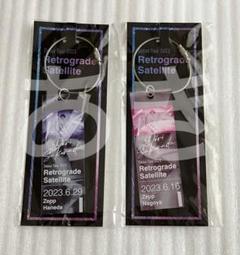 Retrograde
Satellite
Retrograde
Satellite
2023.6.29
Zepp
Haneda
Retrograde
Satellite
Retrograde
Satellite
2023.6.16
Zepp
Nagoya